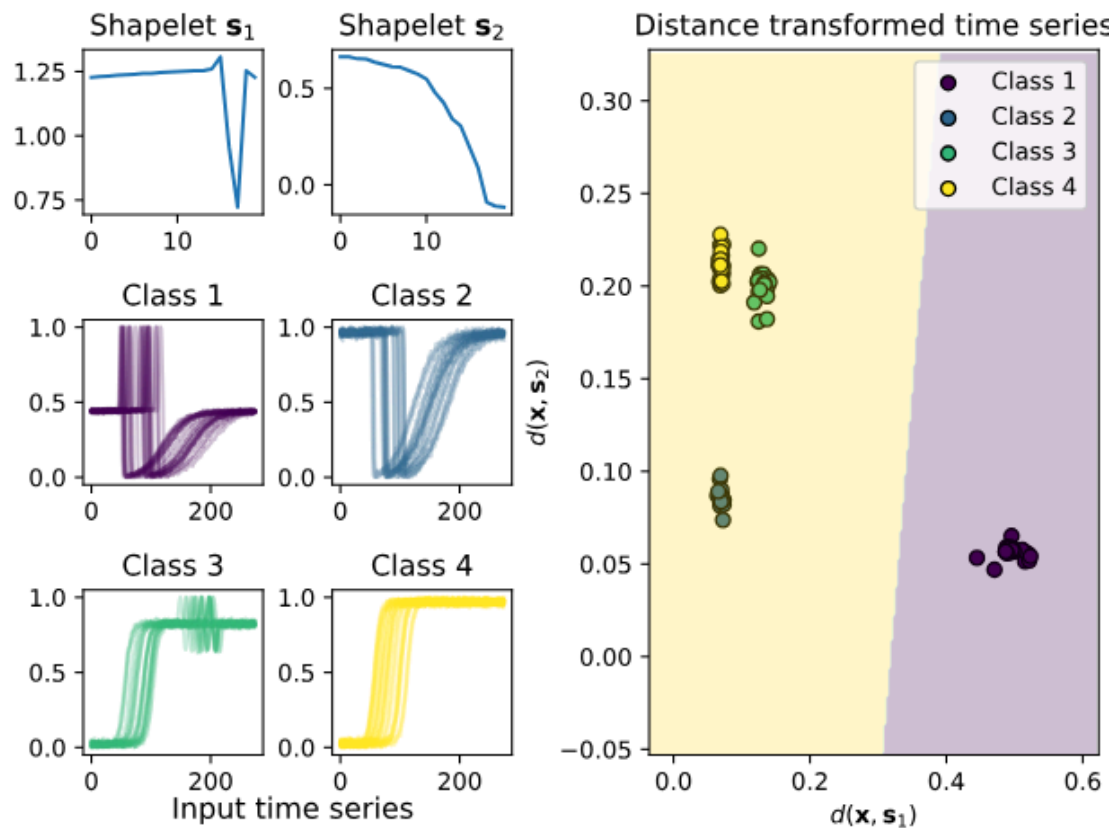 Shapelet s₁
Shapelet s₂
1.25
1.00
0.75
0
10
0.5
0.0
0
10
Class 1
Class 2
1.0
0.5
0.0
0
200
1.0
0.5
0.0
0
200
Class 3
Class 4
1.0
0.5
0.0
0
200
1.0
0.5
0.0
0
200
Input time series
Distance transformed time series
Class 1
Class 2
Class 3
Class 4
d(x, s₂)
0.30
0.25
0.20
0.15
0.10
0.05
0.00
−0.05
0.0
0.2
0.4
0.6
d(x, s₁)